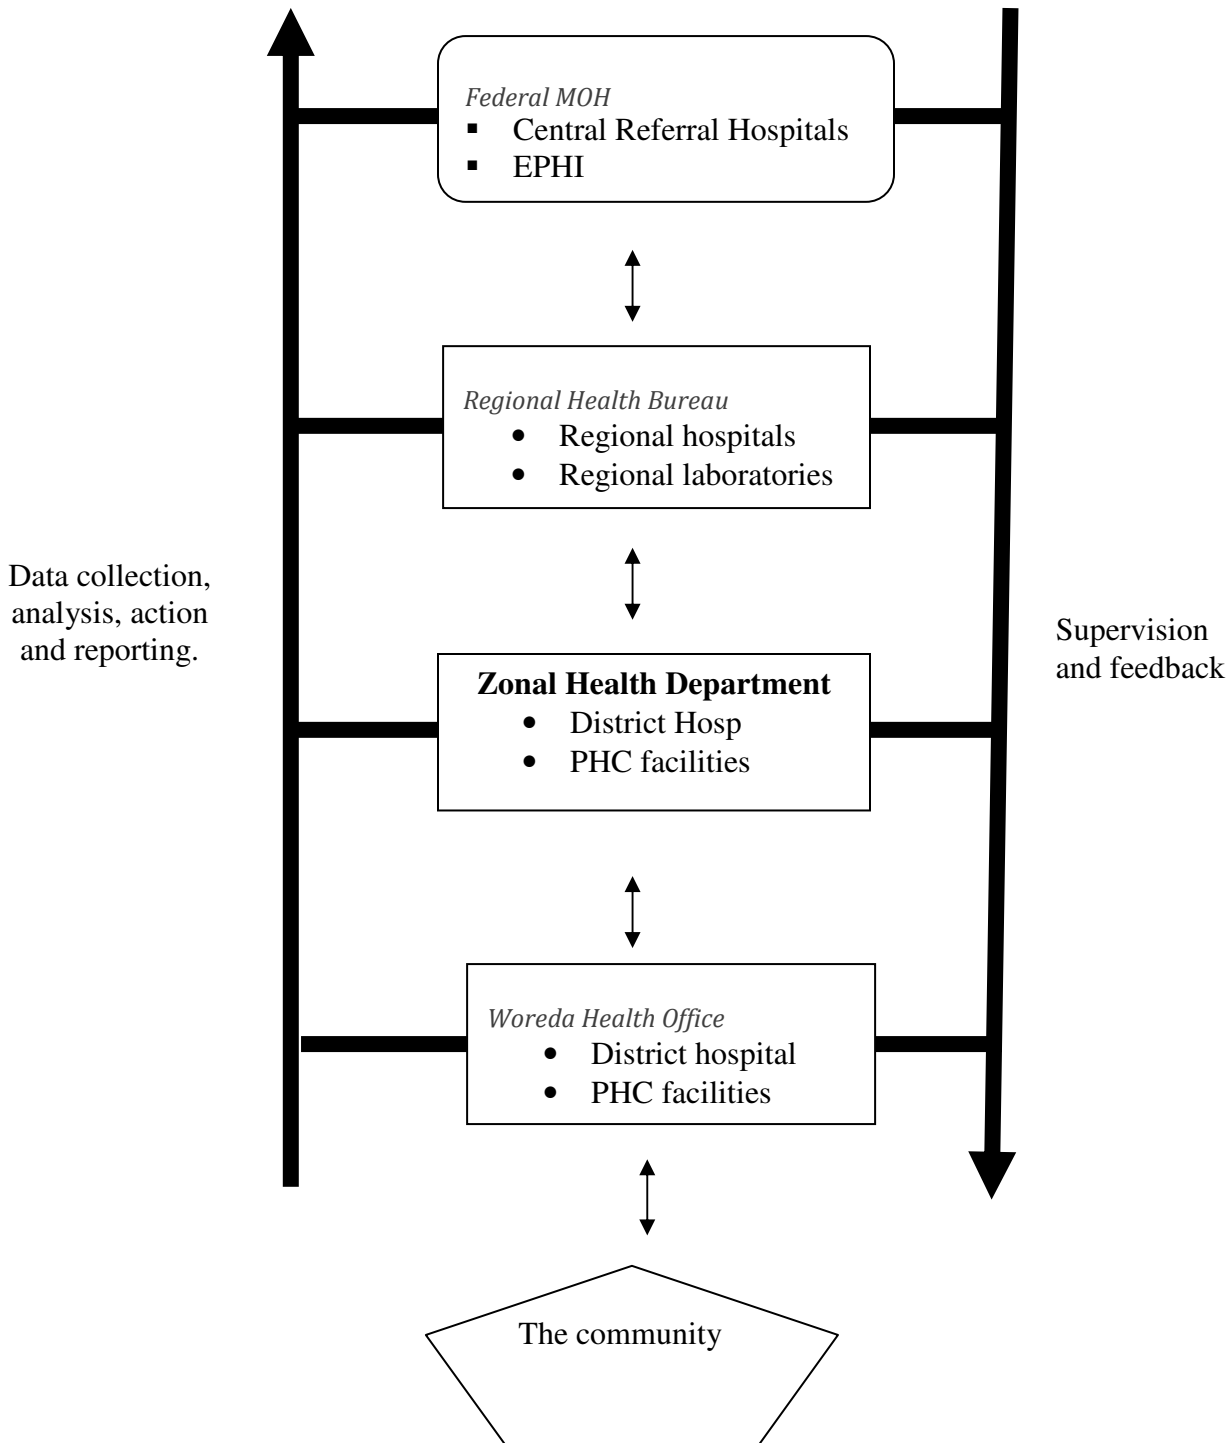 Federal MOH
▪ Central Referral Hospitals
▪ EPHI
Regional Health Bureau
• Regional hospitals
• Regional laboratories
Data collection,
analysis, action
and reporting.
Supervision
and feedback
Zonal Health Department
• District Hosp
• PHC facilities
Woreda Health Office
• District hospital
• PHC facilities
The community